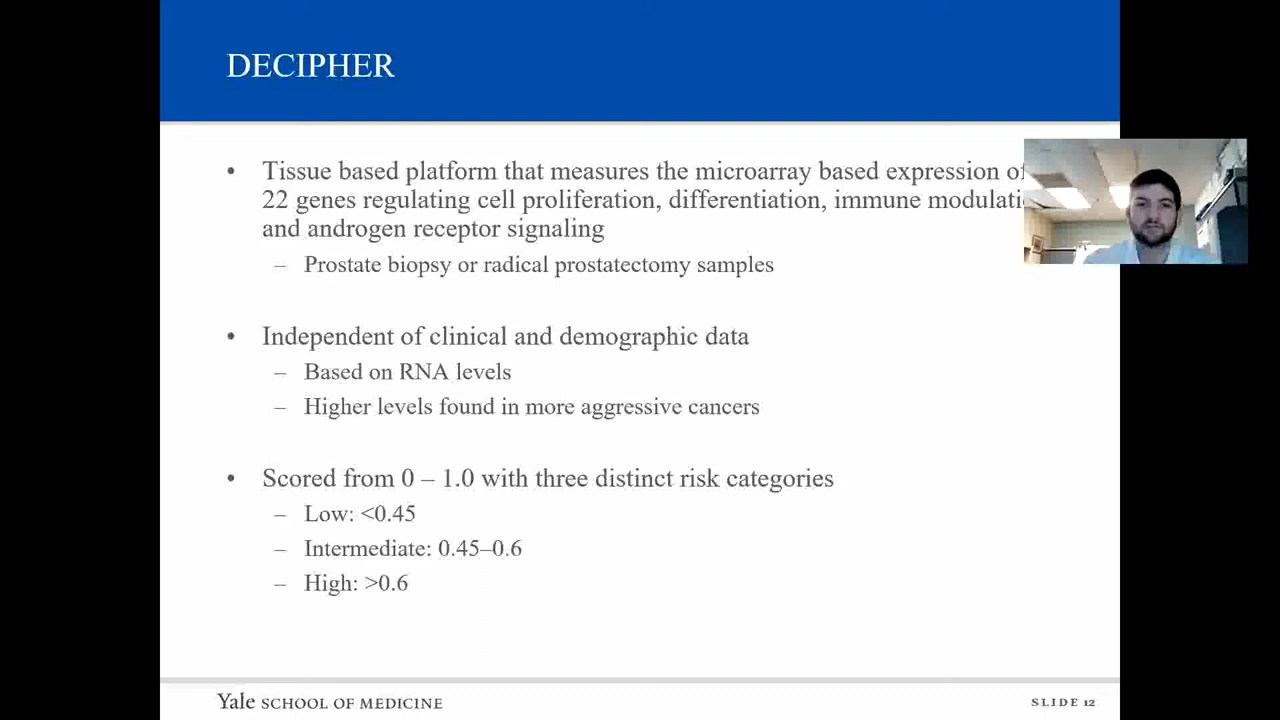 DECIPHER
• Tissue based platform that measures the microarray based expression of
22 genes regulating cell proliferation, differentiation, immune modulati
and androgen receptor signaling
– Prostate biopsy or radical prostatectomy samples
• Independent of clinical and demographic data
– Based on RNA levels
– Higher levels found in more aggressive cancers
• Scored from 0 – 1.0 with three distinct risk categories
– Low: <0.45
– Intermediate: 0.45–0.6
– High: >0.6
Yale SCHOOL OF MEDICINE
SLIDE 12